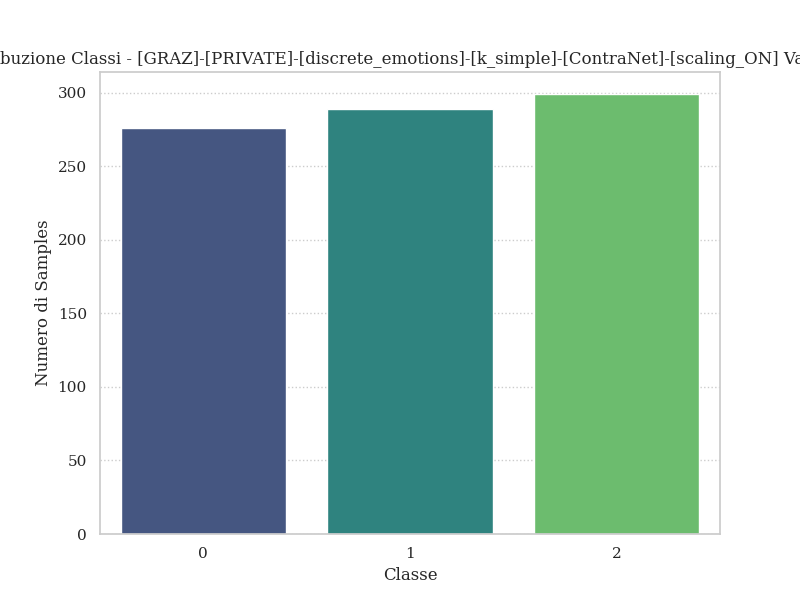 buzione Classi - [GRAZ]-[PRIVATE]-[discrete_emotions]-[k_simple]-[ContraNet]-[scaling_ON] Va
300
250
200
150
100
50
0
Numero di Samples
0 1 2
Classe